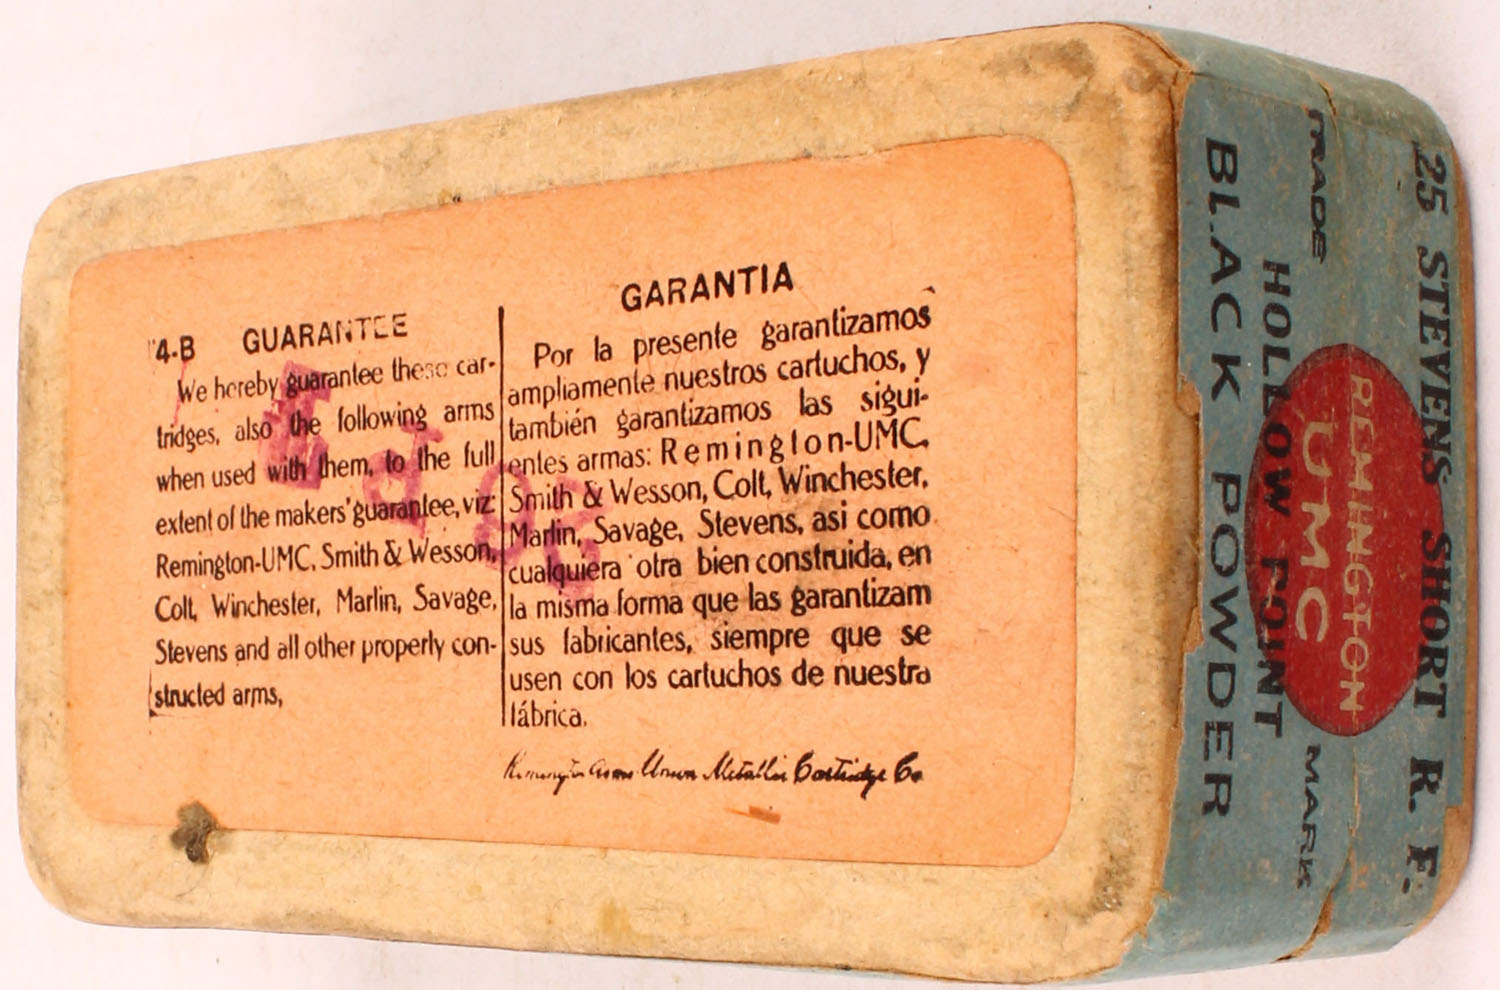 4-B GUARANTEE
We hereby guarantee these car-
tridges, also the following arms
when used with them, to the full
extent of the makers' guarantee, viz:
Remington-UMC, Smith & Wesson,
Colt, Winchester, Marlin, Savage,
Stevens and all other properly con-
structed arms,
GARANTIA
Por la presente garantizamos
ampliamente nuestros cartuchos, y
también garantizamos las sigui-
entes armas: Remington-UMC,
Smith & Wesson, Colt, Winchester,
Marlin, Savage, Stevens, asi como
cualquiera otra bien construida, en
la misma forma que las garantizam
sus fabricantes, siempre que se
usen con los cartuchos de nuestra
fábrica.
Remington Arms Union Metallic Cartridge Co
25 STEVENS SHORT R. F.
REMINGTON
UMC
TRADE MARK
HOLLOW POINT
BLACK POWDER